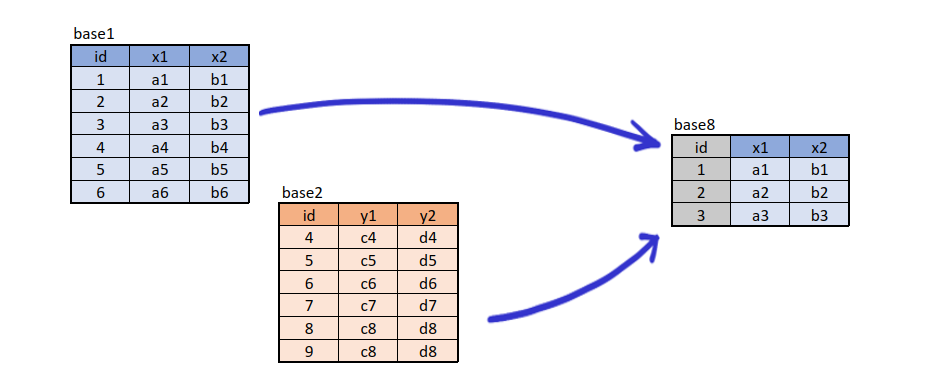 base1
id x1 x2
1 a1 b1
2 a2 b2
3 a3 b3
4 a4 b4
5 a5 b5
6 a6 b6
base2
id y1 y2
4 c4 d4
5 c5 d5
6 c6 d6
7 c7 d7
8 c8 d8
9 c8 d8
base8
id x1 x2
1 a1 b1
2 a2 b2
3 a3 b3